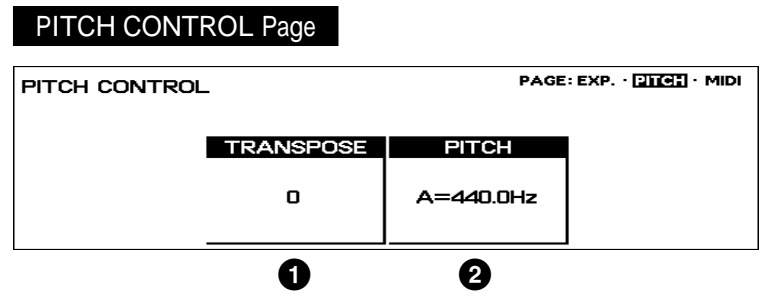 PITCH CONTROL Page
PITCH CONTROL PAGE: EXP. · PITCH · MIDI
TRANSPOSE PITCH
0 A=440.0Hz
1 2